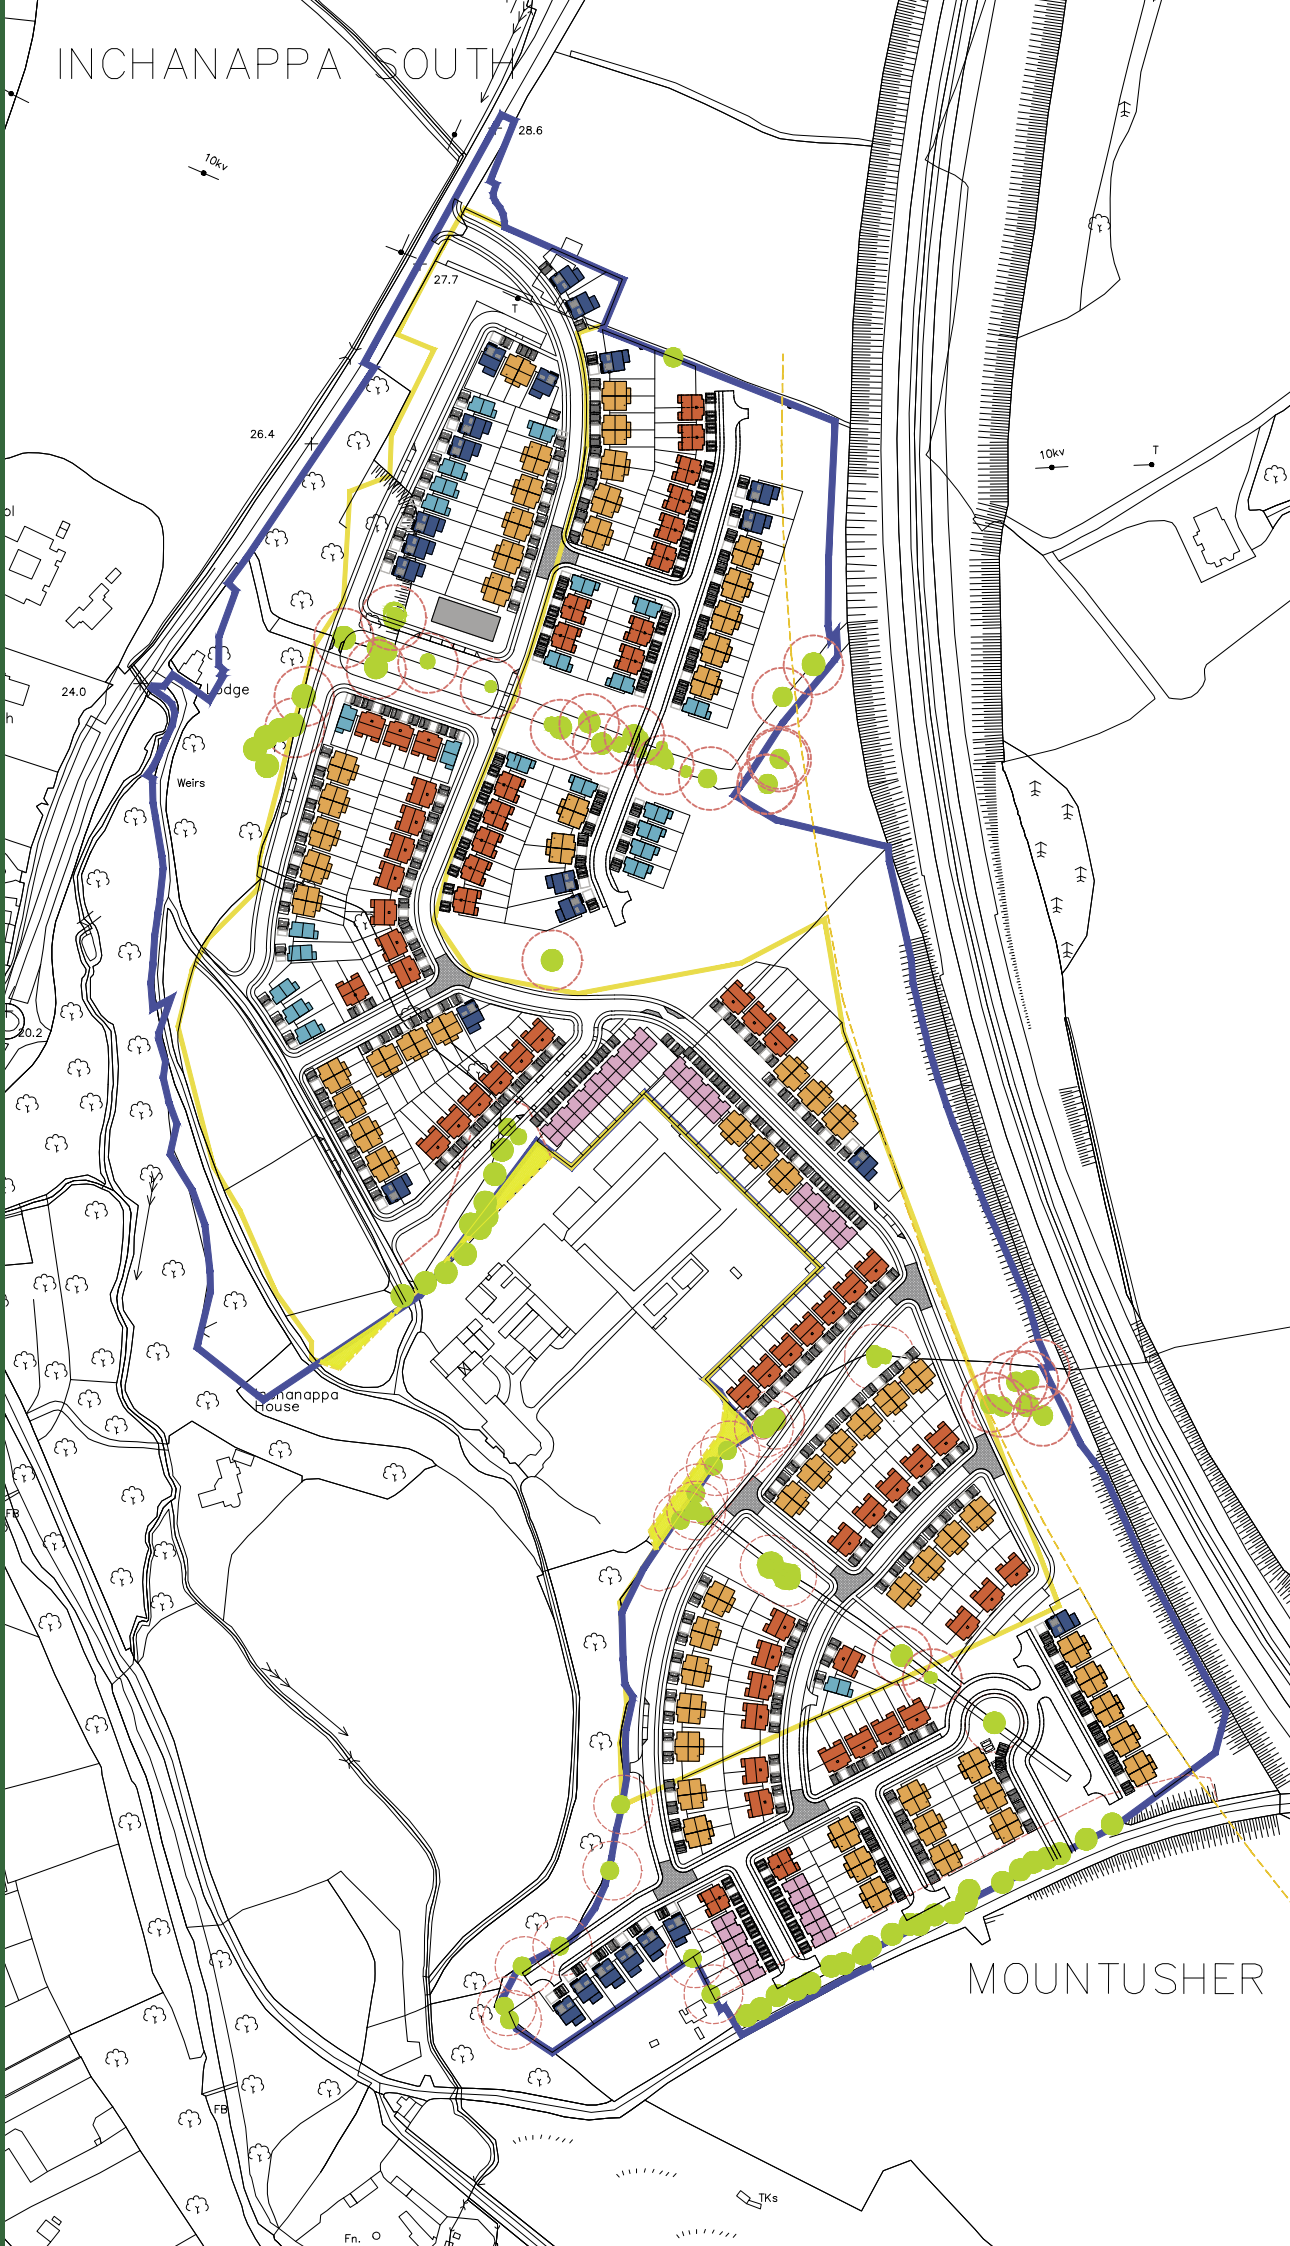 INCHANAPPA SOUTH
28.6
10kv
27.7
T
26.4
10kv
T
ol
24.0
Lodge
h
Weirs
20.2
Inchanappa
House
FB
MOUNTUSHER
FB
TKs
Fn.